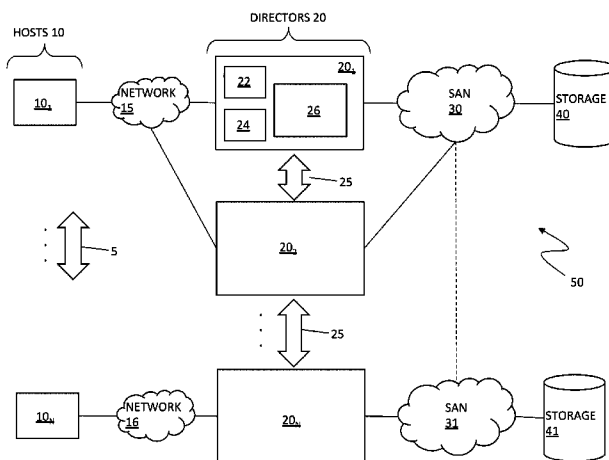 DIRECTORS 20
HOSTS 10
10₁
NETWORK
15
22
20₁
24
26
SAN
30
STORAGE
40
25
5
20₂
50
25
10N
NETWORK
16
20N
SAN
31
STORAGE
41